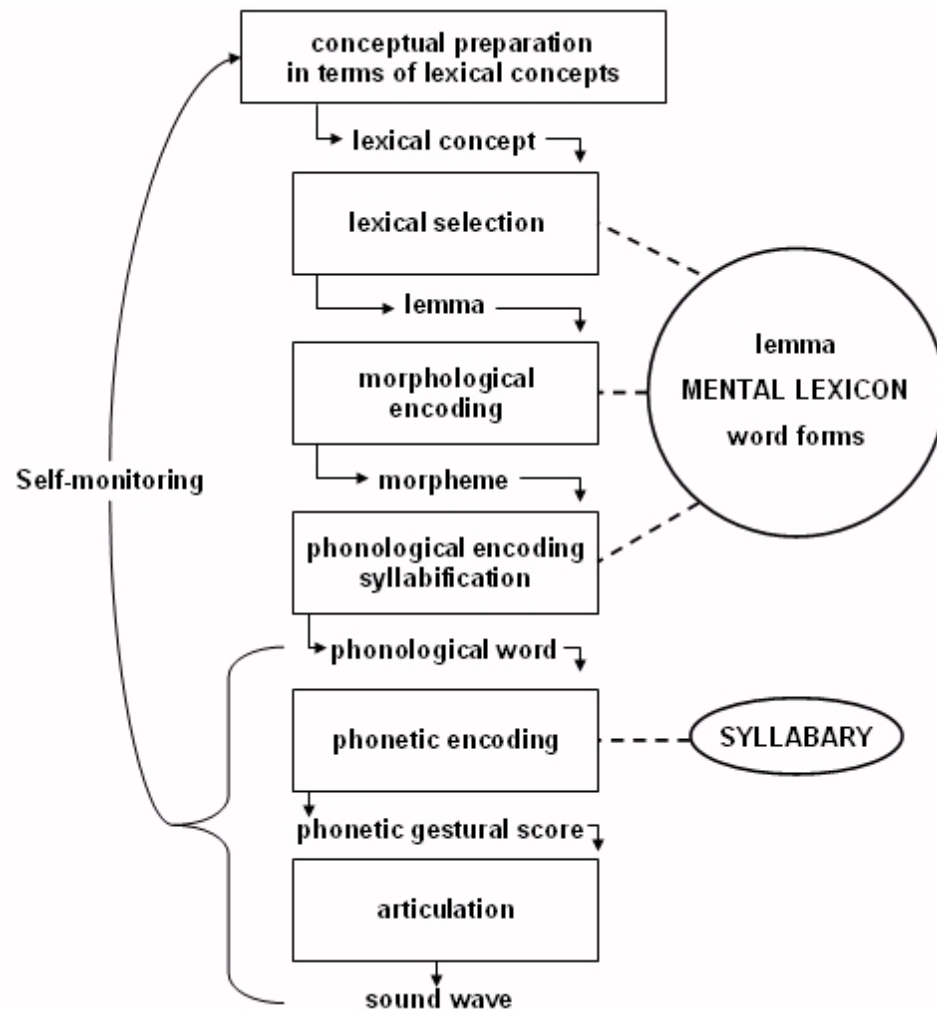 conceptual preparation
in terms of lexical concepts
lexical concept
lexical selection
lemma
morphological
encoding
lemma
MENTAL LEXICON
word forms
Self-monitoring
morpheme
phonological encoding
syllabification
phonological word
phonetic encoding
SYLLABARY
phonetic gestural score
articulation
sound wave